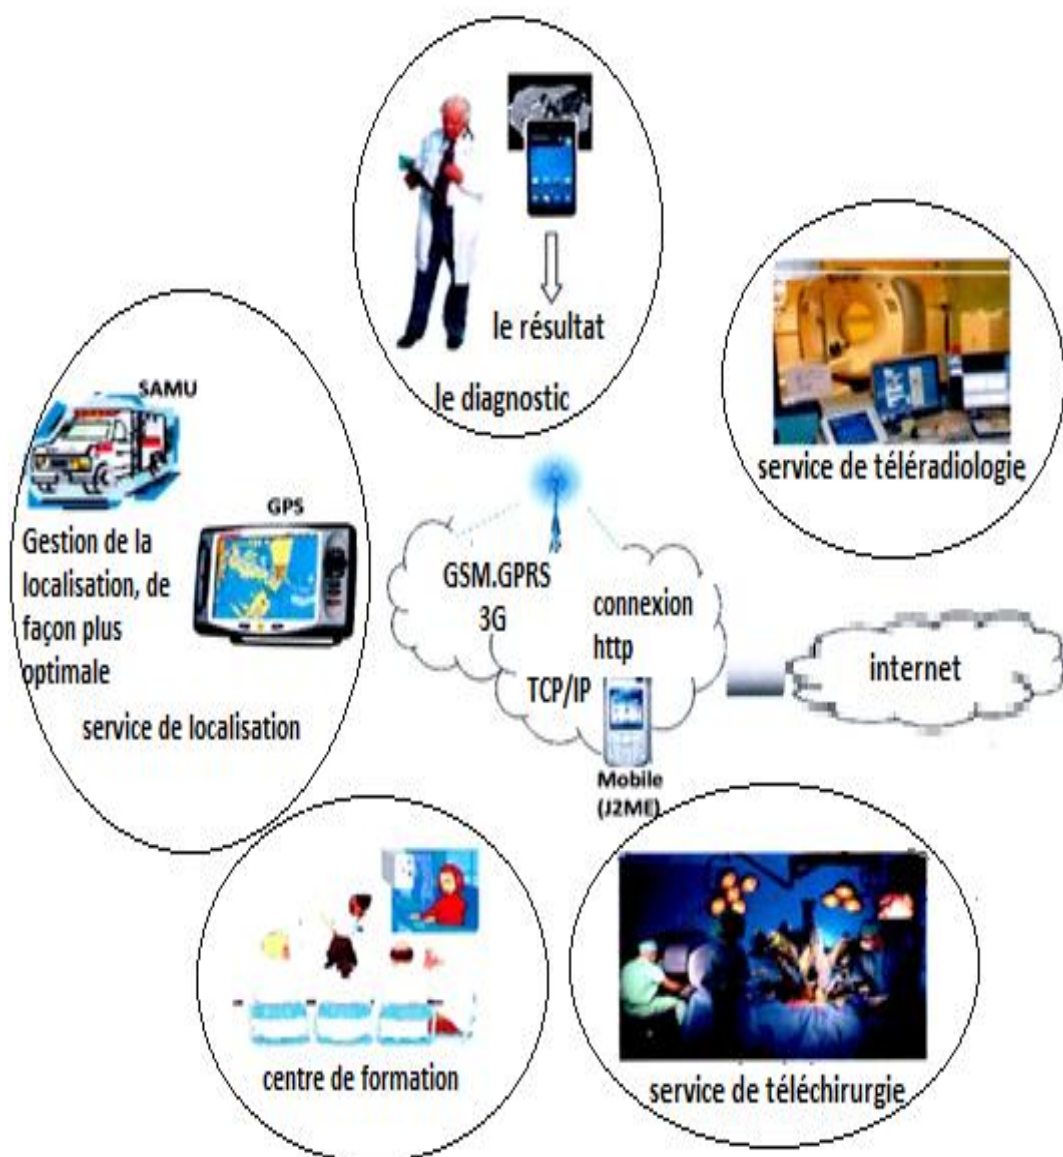 le résultat
le diagnostic
service de téléradiologie
SAMU
GPS
Gestion de la
localisation, de
façon plus
optimale
service de localisation
GSM.GPRS
3G
connexion
http
TCP/IP
Mobile
(J2ME)
internet
centre de formation
service de téléchirurgie